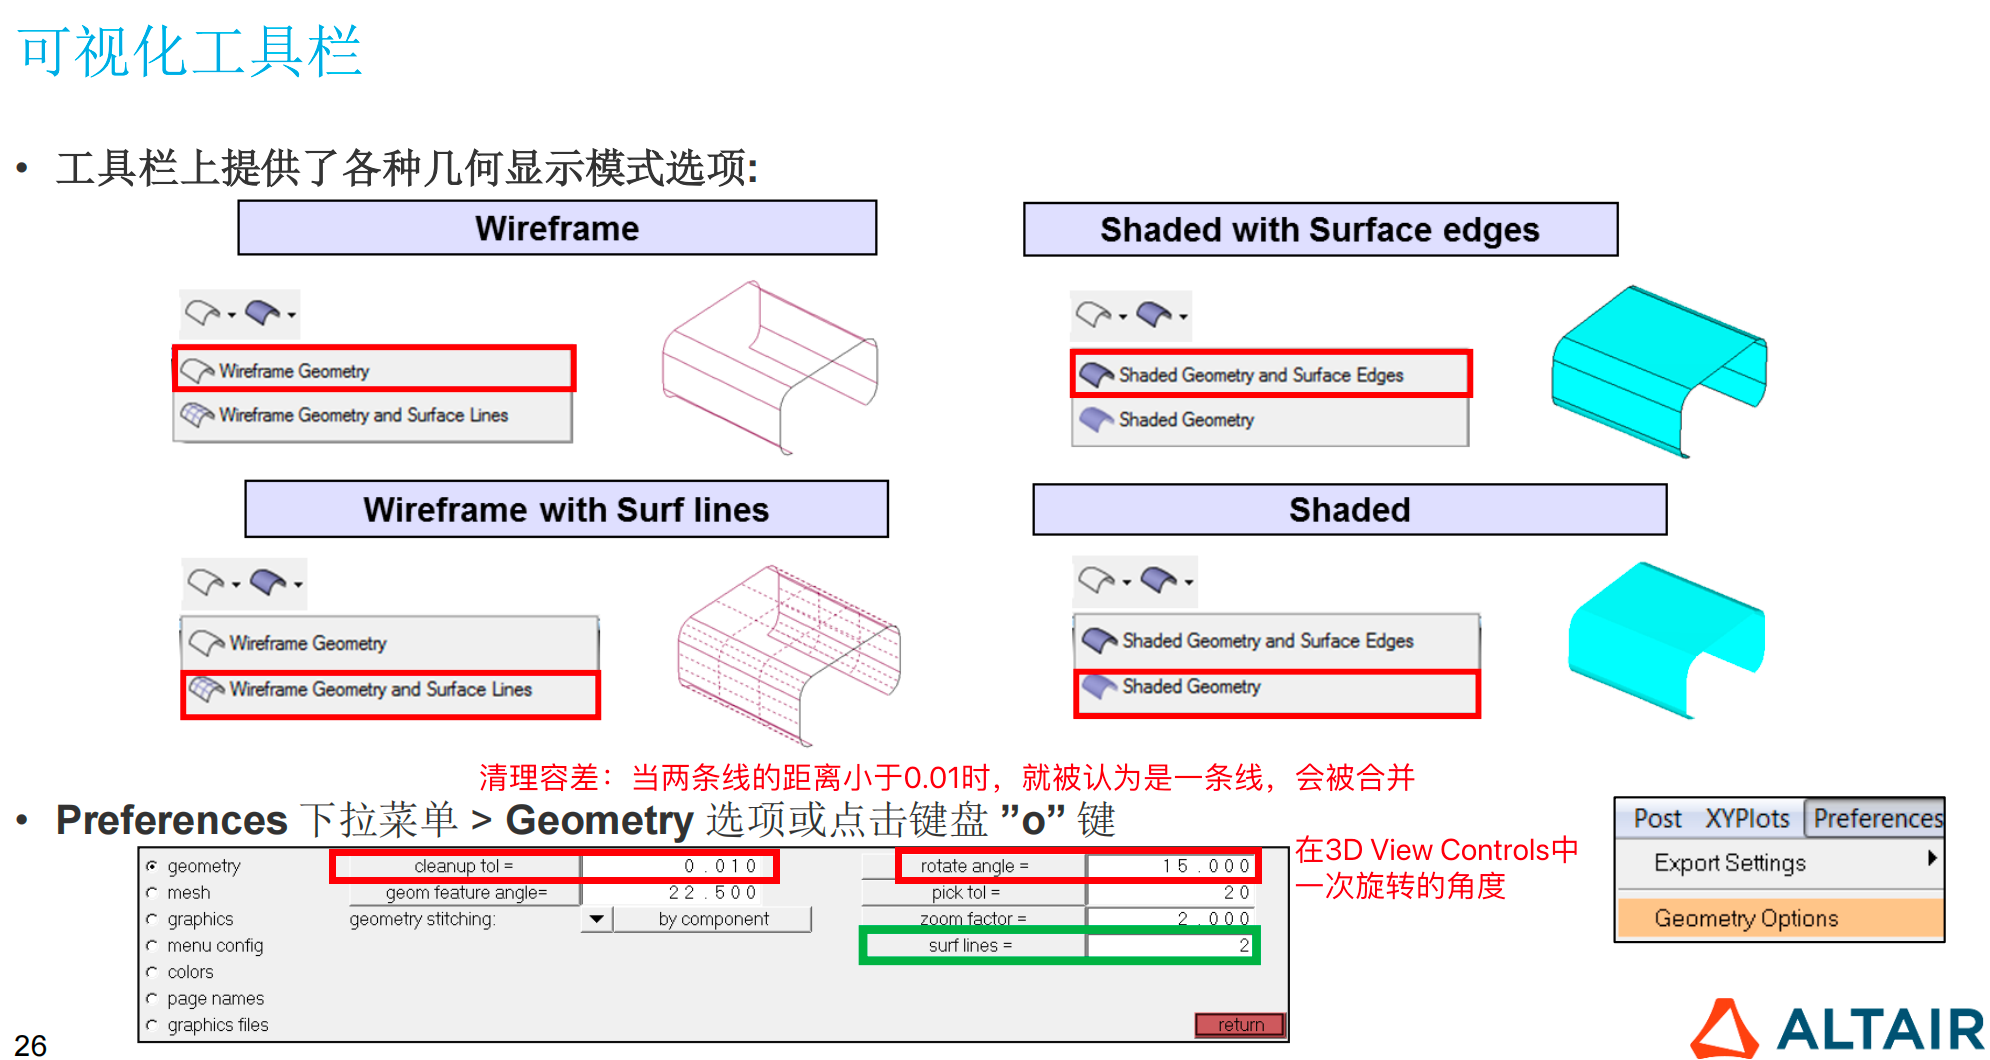 可视化工具栏
• 工具栏上提供了各种几何显示模式选项:
Wireframe
Shaded with Surface edges
Wireframe Geometry
Wireframe Geometry and Surface Lines
Shaded Geometry and Surface Edges
Shaded Geometry
Wireframe with Surf lines
Shaded
Wireframe Geometry
Wireframe Geometry and Surface Lines
Shaded Geometry and Surface Edges
Shaded Geometry
清理容差：当两条线的距离小于0.01时，就被认为是一条线，会被合并
• Preferences 下拉菜单 > Geometry 选项或点击键盘 ”o” 键
geometry
mesh
graphics
menu config
colors
page names
graphics files
cleanup tol = 0.010
geom feature angle= 22.500
geometry stitching: by component
rotate angle = 15.000
pick tol = 20
zoom factor = 2.000
surf lines = 2
return
在3D View Controls中
一次旋转的角度
Post XYPlots Preferences
Export Settings
Geometry Options
26
ALTAIR